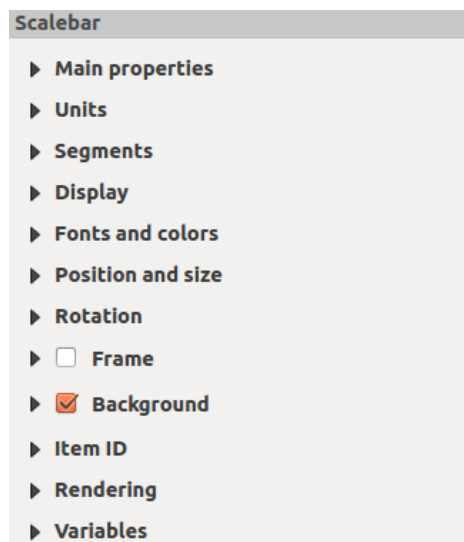 Scalebar
Main properties
Units
Segments
Display
Fonts and colors
Position and size
Rotation
Frame
Background
Item ID
Rendering
Variables